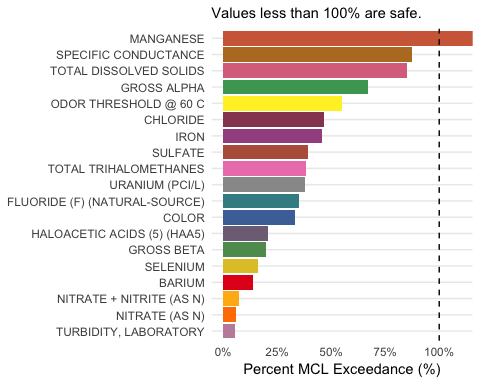 Values less than 100% are safe.
MANGANESE
SPECIFIC CONDUCTANCE
TOTAL DISSOLVED SOLIDS
GROSS ALPHA
ODOR THRESHOLD @ 60 C
CHLORIDE
IRON
SULFATE
TOTAL TRIHALOMETHANES
URANIUM (PCI/L)
FLUORIDE (F) (NATURAL-SOURCE)
COLOR
HALOACETIC ACIDS (5) (HAA5)
GROSS BETA
SELENIUM
BARIUM
NITRATE + NITRITE (AS N)
NITRATE (AS N)
TURBIDITY, LABORATORY
0% 25% 50% 75% 100%
Percent MCL Exceedance (%)